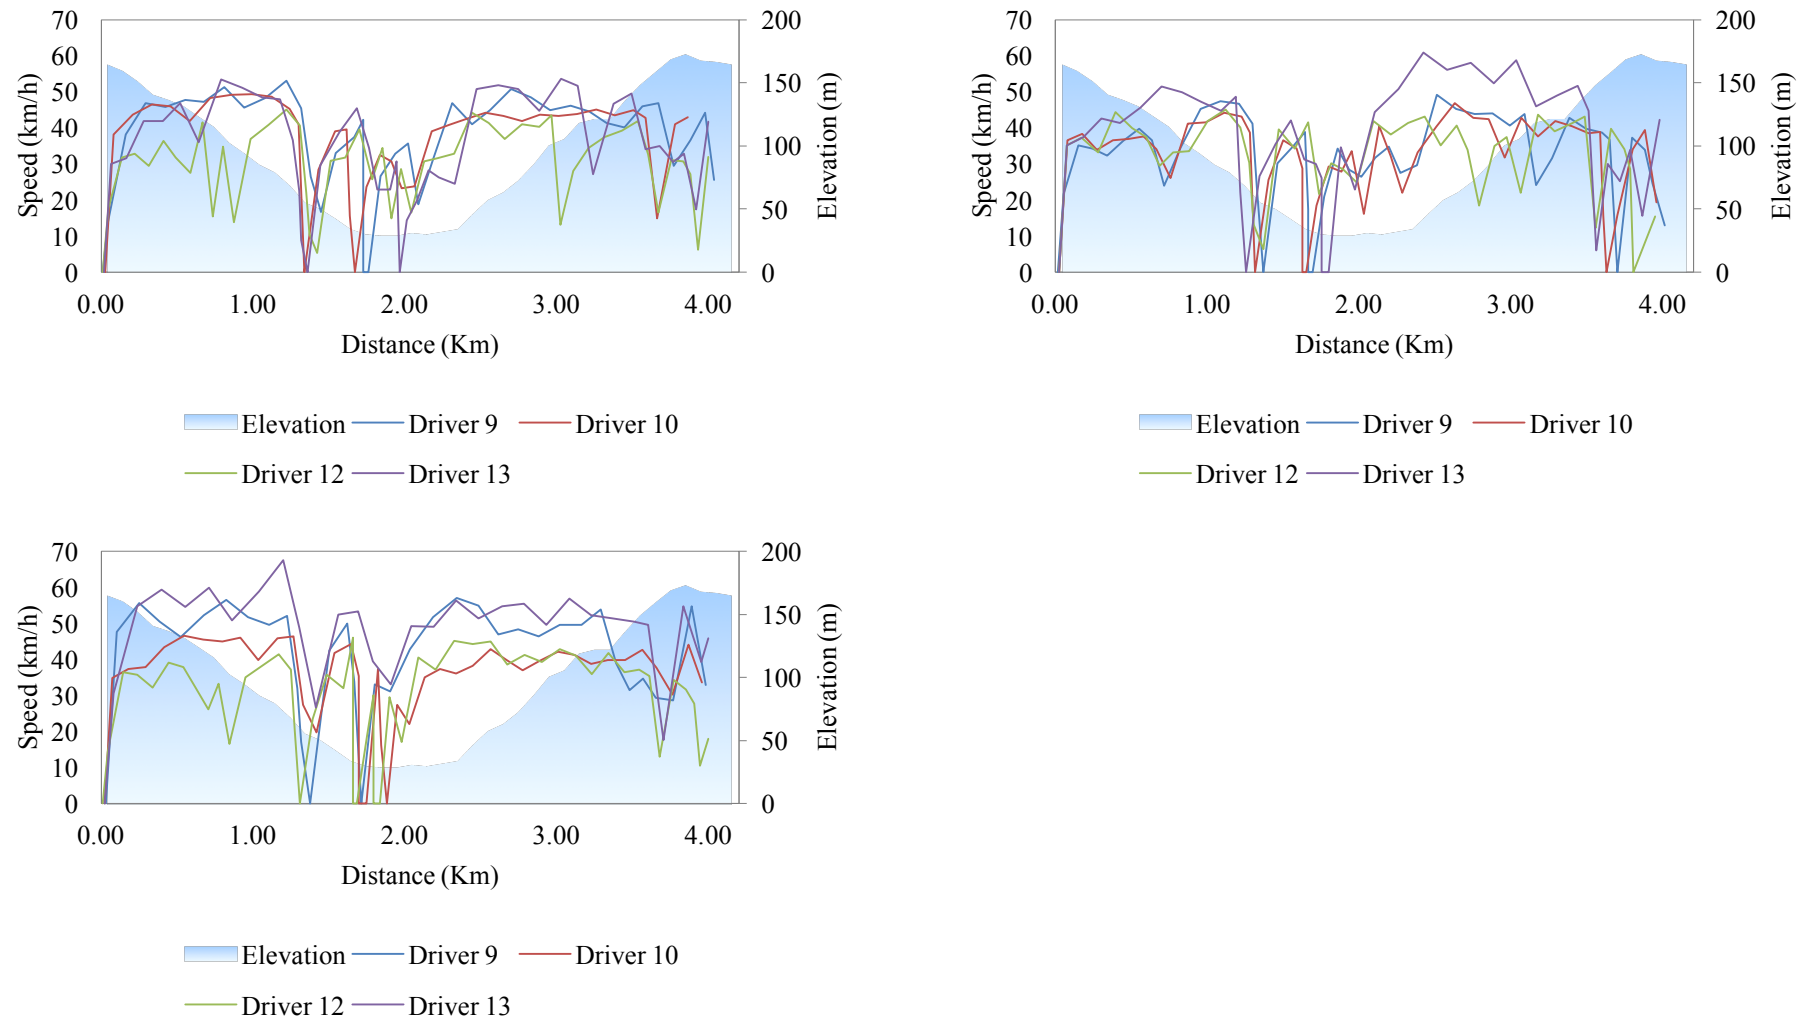 70
60
50
40
30
20
10
0
Speed (km/h)
200
150
100
50
0
Elevation (m)
0.00 1.00 2.00 3.00 4.00
Distance (Km)
Elevation Driver 9 Driver 10
Driver 12 Driver 13
70
60
50
40
30
20
10
0
Speed (km/h)
200
150
100
50
0
Elevation (m)
0.00 1.00 2.00 3.00 4.00
Distance (Km)
Elevation Driver 9 Driver 10
Driver 12 Driver 13
70
60
50
40
30
20
10
0
Speed (km/h)
200
150
100
50
0
Elevation (m)
0.00 1.00 2.00 3.00 4.00
Distance (Km)
Elevation Driver 9 Driver 10
Driver 12 Driver 13